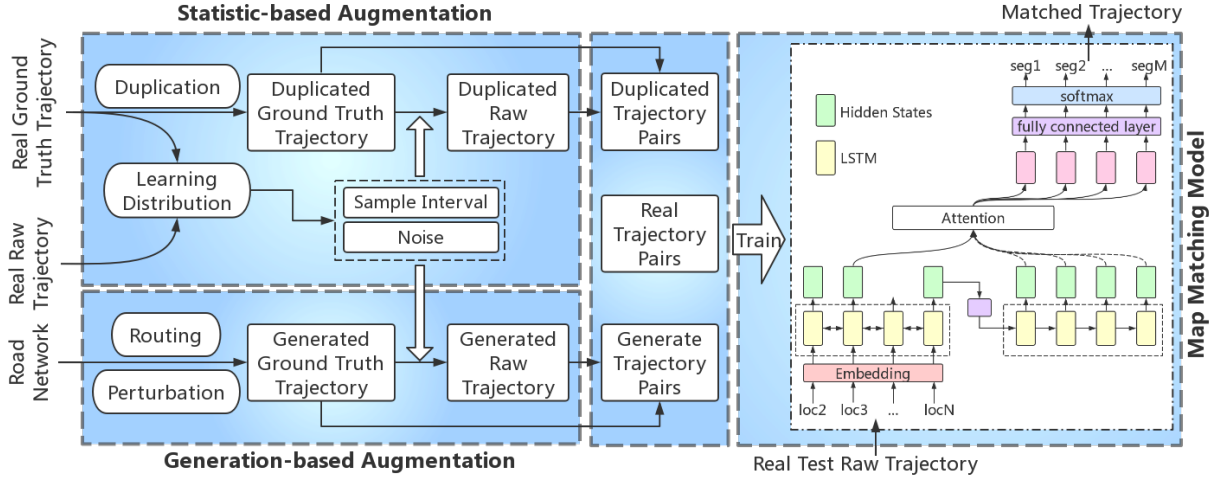 Statistic-based Augmentation
Real Ground
Truth Trajectory
Real Raw
Trajectory
Road
Network
Duplication
Learning
Distribution
Duplicated
Ground Truth
Trajectory
Duplicated
Raw
Trajectory
Sample Interval
Noise
Routing
Perturbation
Generated
Ground Truth
Trajectory
Generated
Raw
Trajectory
Generation-based Augmentation
Duplicated
Trajectory
Pairs
Real
Trajectory
Pairs
Generate
Trajectory
Pairs
Train
Matched Trajectory
seg1 seg2 ... segM
softmax
fully connected layer
Hidden States
LSTM
Attention
Embedding
loc2 loc3 ... locN
Real Test Raw Trajectory
Map Matching Model